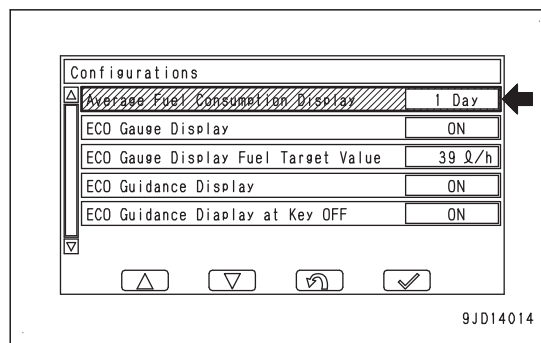 Configurations
Average Fuel Consumption Display 1 Day
ECO Gauge Display ON
ECO Gauge Display Fuel Target Value 39 ℓ/h
ECO Guidance Display ON
ECO Guidance Diaplay at Key OFF ON
9JD14014